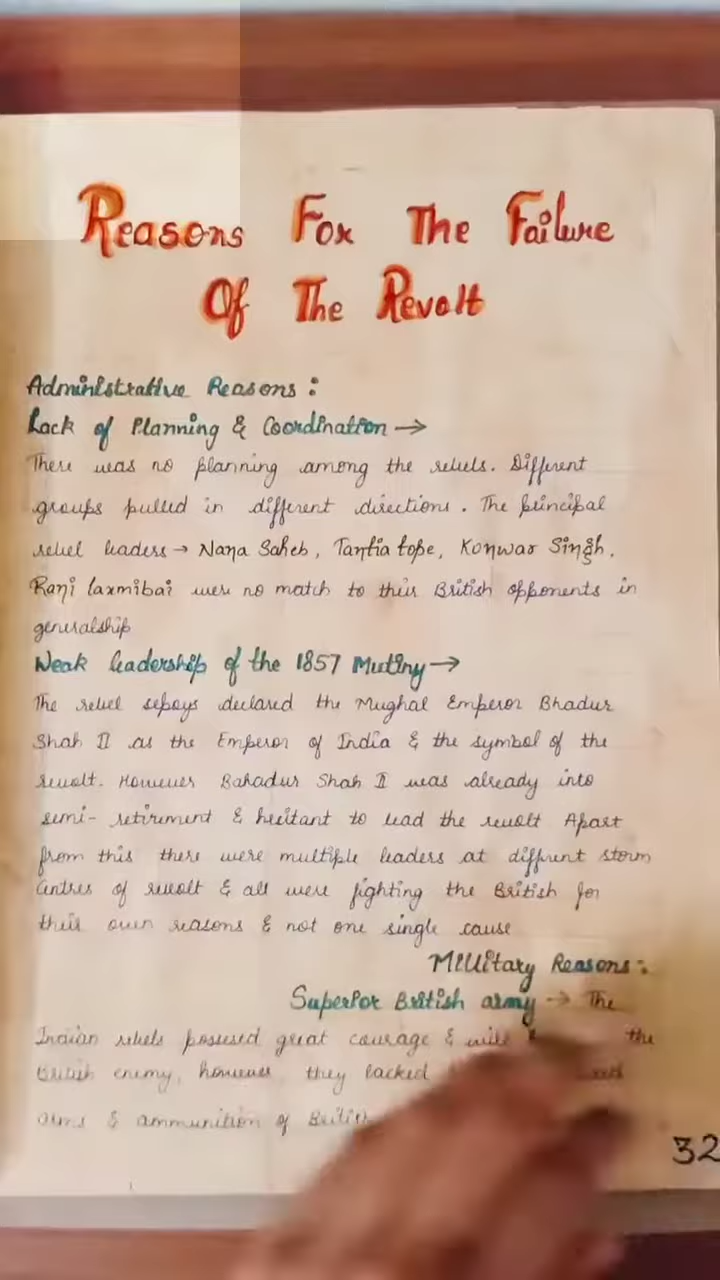 Reasons For The Failure
Of The Revolt
Administrative Reasons:
Lack of Planning & Coordination →
There was no planning among the rebels. Different
groups pulled in different directions. The principal
rebel leaders → Nana Saheb, Tantia tope, Konwar Singh,
Rani laxmibai were no match to their British opponents in
generalship
Weak leadership of the 1857 Mutiny →
The rebel sepoys declared the Mughal Emperor Bhadur
Shah II as the Emperor of India & the symbol of the
revolt. However Bahadur Shah II was already into
semi- retirement & hesitant to lead the revolt Apart
from this there were multiple leaders at different storm
centres of revolt & all were fighting the British for
their own reasons & not one single cause
Military Reasons:
Superior British army → The
Indian rebels possesed great courage & will the
British enemy, however, they lacked
arms & ammunition of British
32